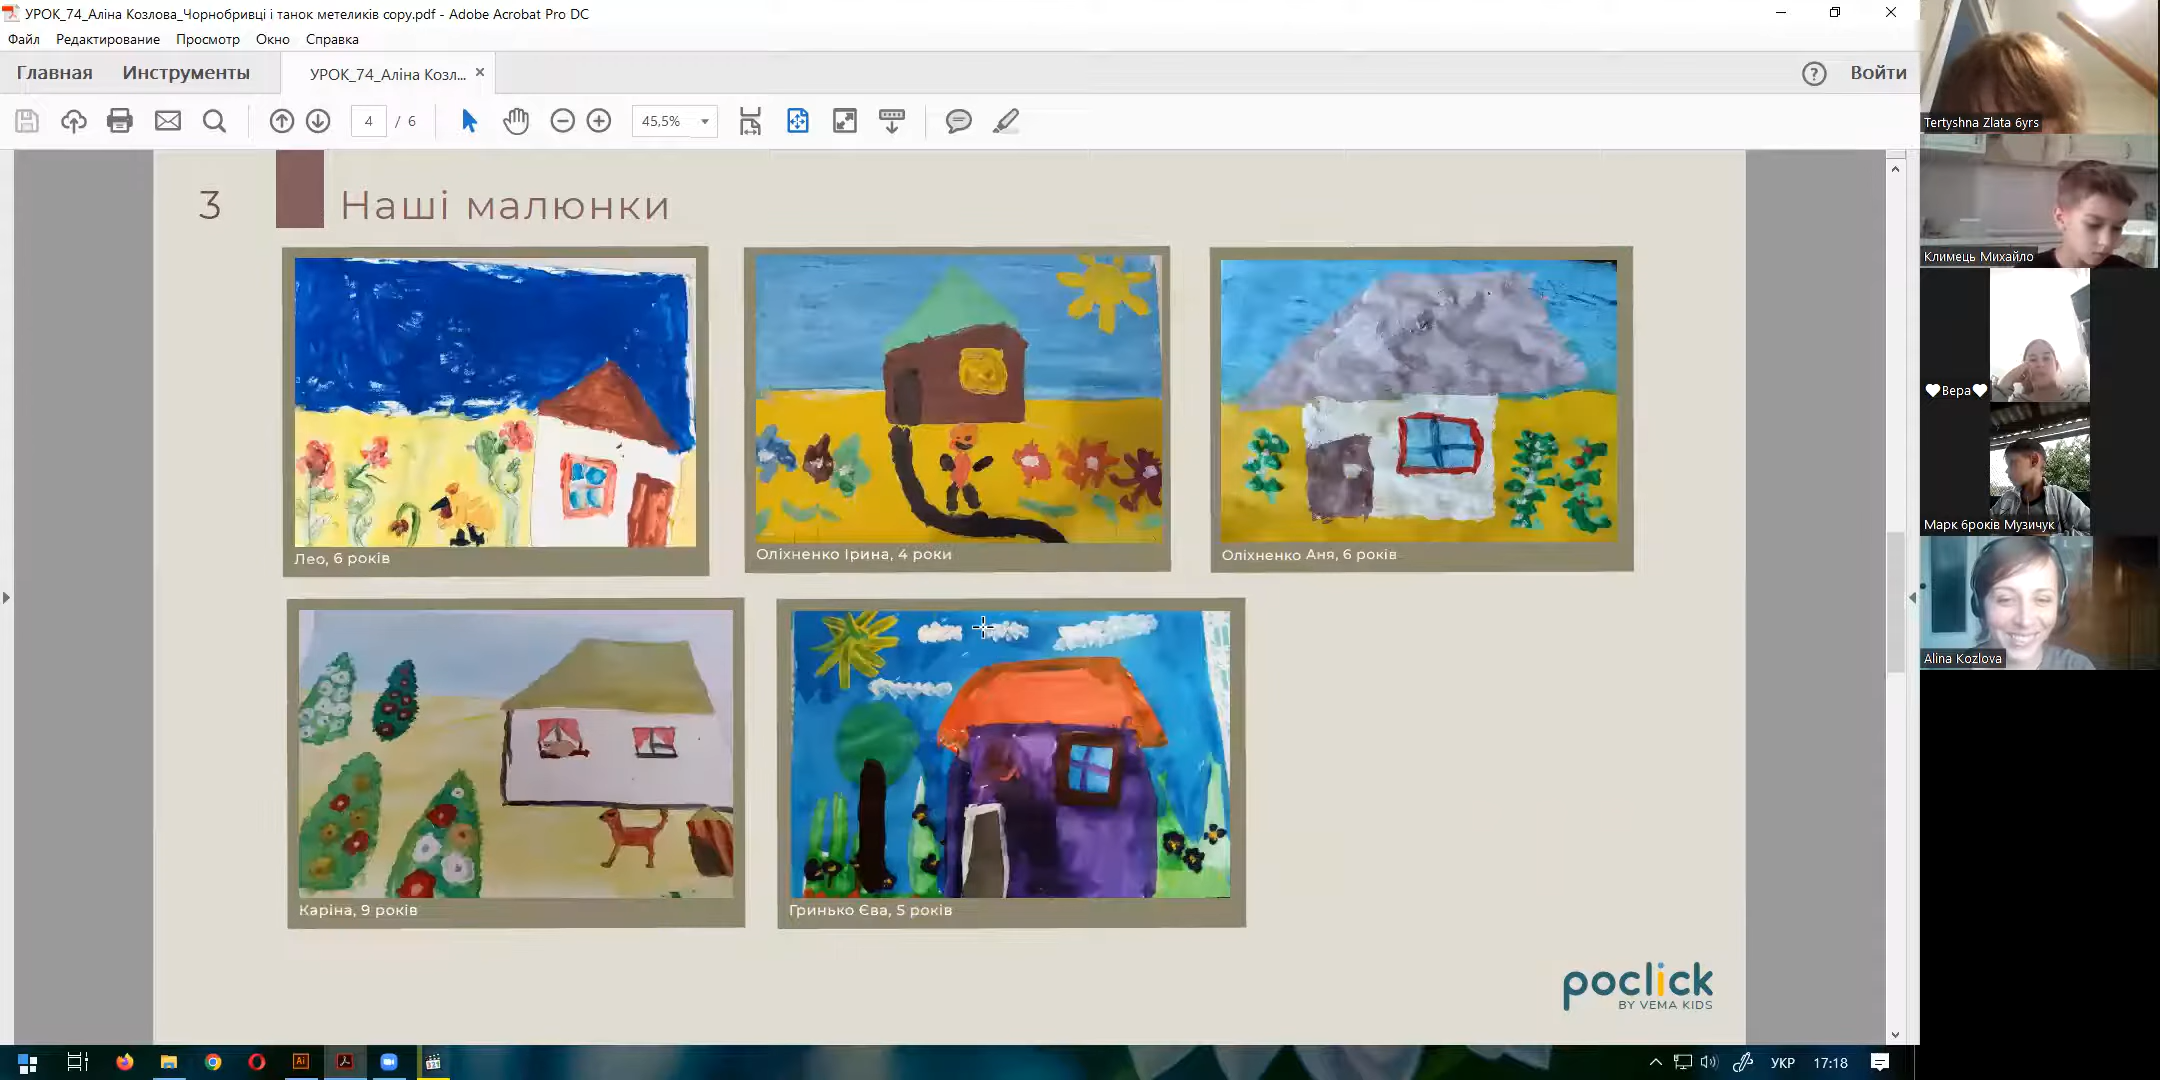 УРОК_74_Аліна Козлова_Чорнобривці і танок метеликів copy.pdf - Adobe Acrobat Pro DC
Файл Редактирование Просмотр Окно Справка
Главная Инструменты УРОК_74_Аліна Козл... Войти
4 / 6 45,5%
3 Наші малюнки
Лео, 6 років
Оліхненко Ірина, 4 роки
Оліхненко Аня, 6 років
Каріна, 9 років
Гринько Єва, 5 років
poclick
BY VEMA KIDS
Tertyshna Zlata 6yrs
Климець Михайло
🤍Вера🤍
Марк 6років Музичук
Alina Kozlova
Ai
УКР 17:18